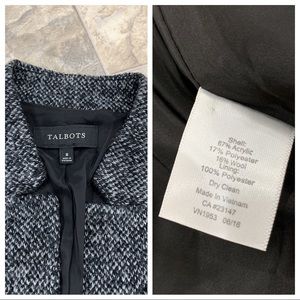 TALBOTS
Shell:
67% Acrylic
17% Polyester
16% Wool
Lining:
100% Polyester
Dry Clean
Made in Vietnam
CA #23147
VN1953 06/16